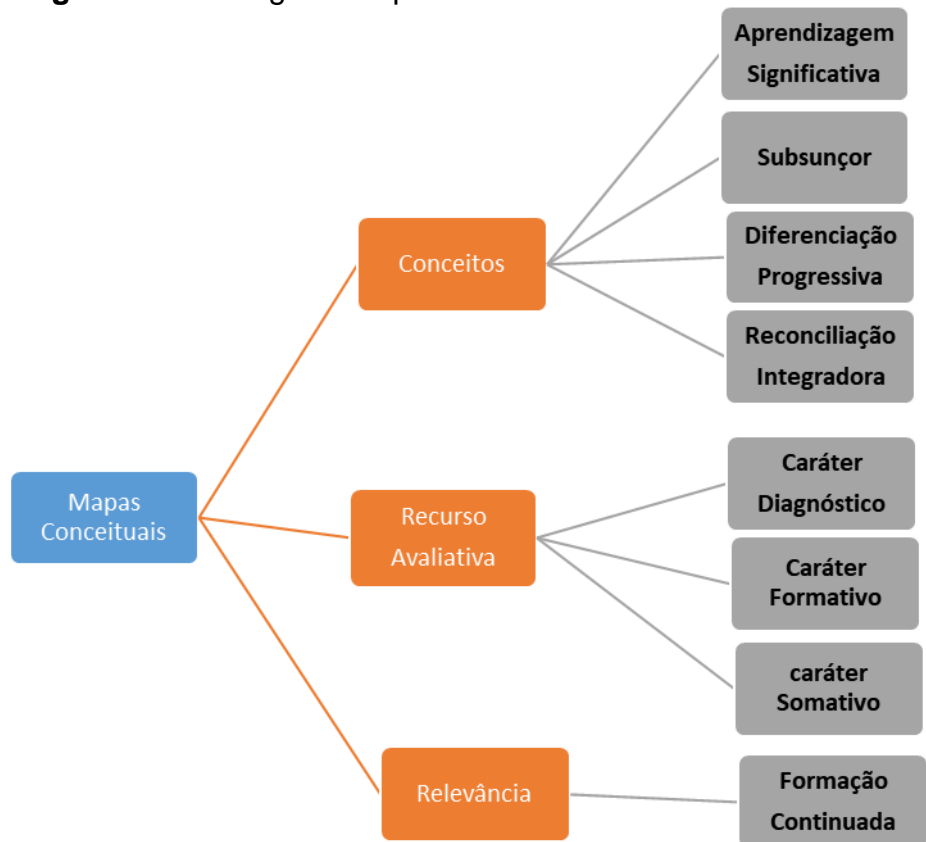 Aprendizagem
Significativa
Subsunçor
Diferenciação
Progressiva
Reconciliação
Integradora
Conceitos
Mapas
Conceituais
Recurso
Avaliativa
Caráter
Diagnóstico
Caráter
Formativo
caráter
Somativo
Relevância
Formação
Continuada